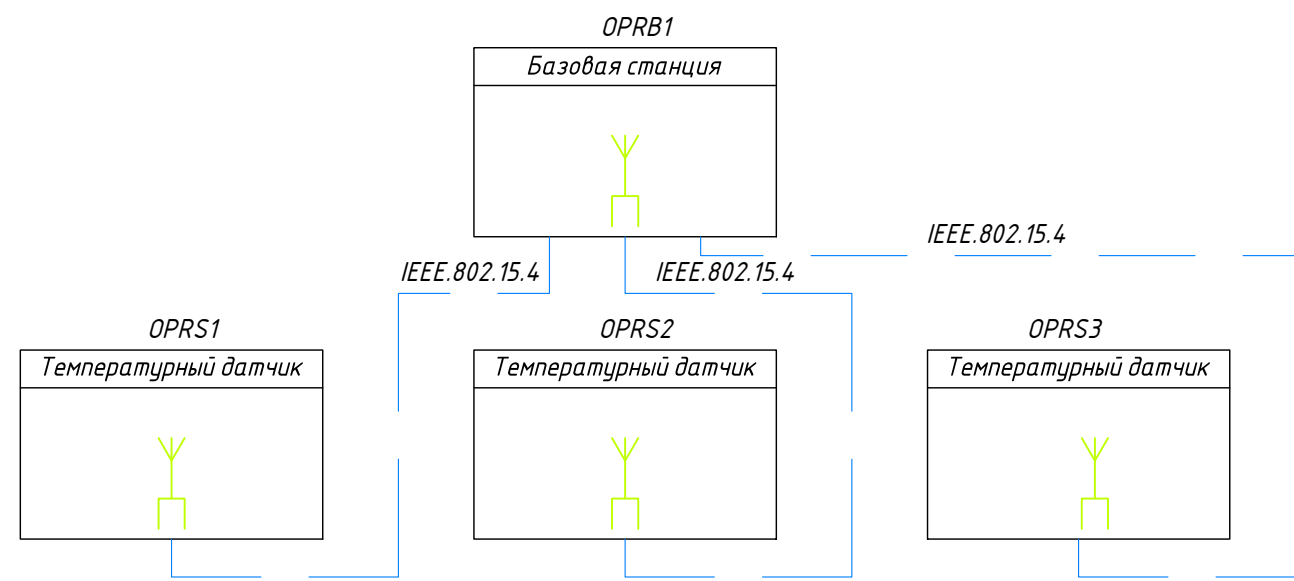 OPRB1
Базовая станция
IEEE.802.15.4
IEEE.802.15.4
IEEE.802.15.4
OPRS1
OPRS2
OPRS3
Температурный датчик
Температурный датчик
Температурный датчик